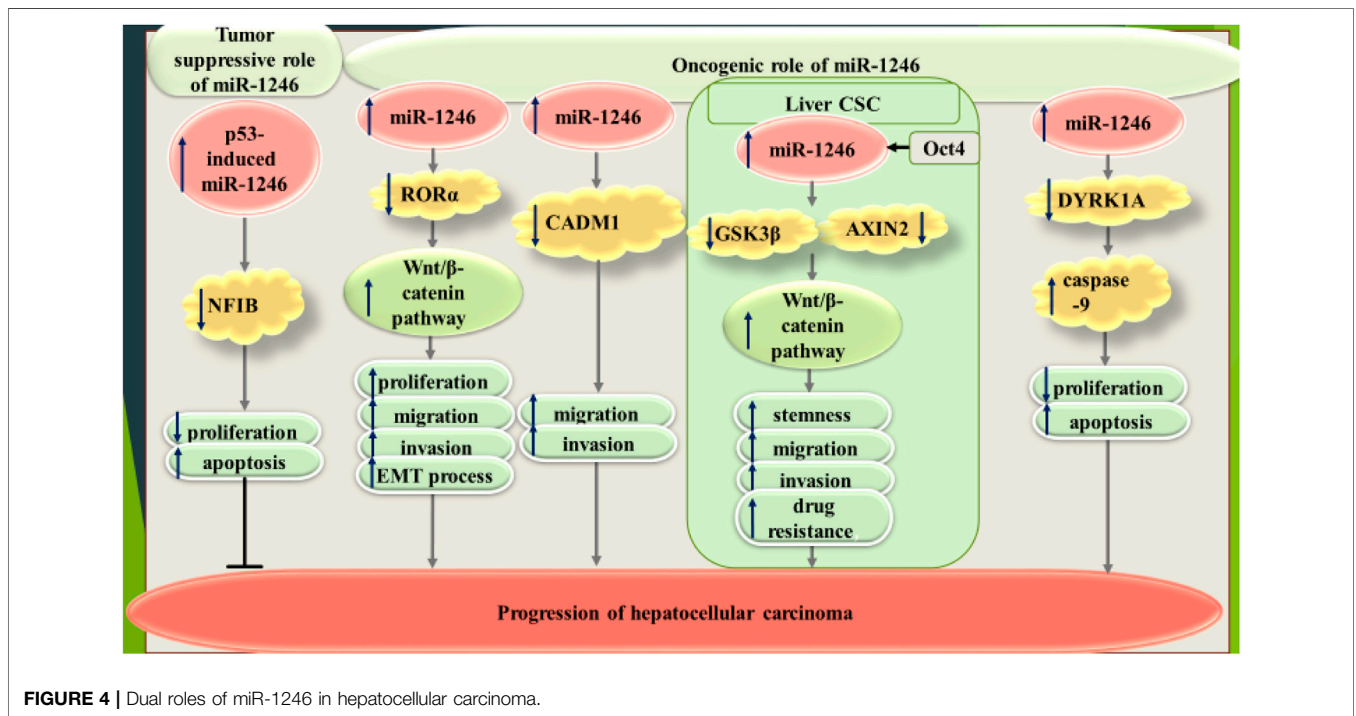 Tumor
suppressive role
of miR-1246
Oncogenic role of miR-1246
p53-
induced
miR-1246
NFIB
proliferation
apoptosis
miR-1246
RORα
Wnt/β-
catenin
pathway
proliferation
migration
invasion
EMT process
miR-1246
CADM1
migration
invasion
Liver CSC
miR-1246
Oct4
GSK3β
AXIN2
Wnt/β-
catenin
pathway
stemness
migration
invasion
drug
resistance,
miR-1246
DYRK1A
caspase
-9
proliferation
apoptosis
Progression of hepatocellular carcinoma
FIGURE 4 | Dual roles of miR-1246 in hepatocellular carcinoma.